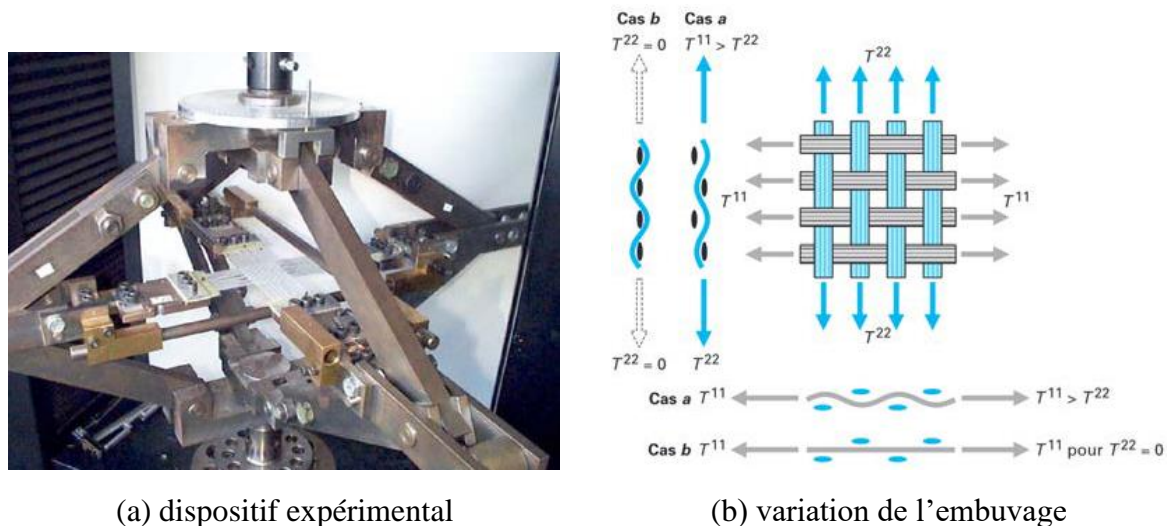 Cas b Cas a
T²² = 0 T¹¹ > T²²
T²²
T¹¹ T¹¹
T²²
T²² = 0 T²²
Cas a T¹¹ T¹¹ > T²²
Cas b T¹¹ T¹¹ pour T²² = 0
(a) dispositif expérimental (b) variation de l’embuvage